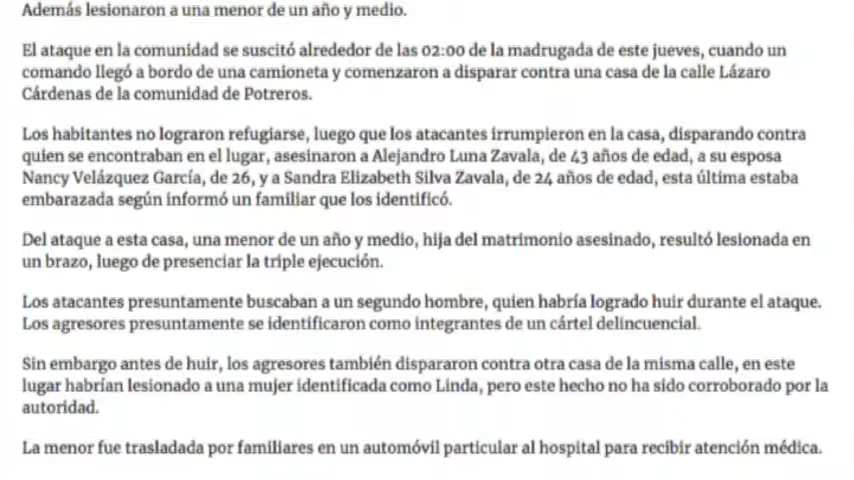 Además lesionaron a una menor de un año y medio.
El ataque en la comunidad se suscitó alrededor de las 02:00 de la madrugada de este jueves, cuando un
comando llegó a bordo de una camioneta y comenzaron a disparar contra una casa de la calle Lázaro
Cárdenas de la comunidad de Potreros.
Los habitantes no lograron refugiarse, luego que los atacantes irrumpieron en la casa, disparando contra
quien se encontraban en el lugar, asesinaron a Alejandro Luna Zavala, de 43 años de edad, a su esposa
Nancy Velázquez García, de 26, y a Sandra Elizabeth Silva Zavala, de 24 años de edad, esta última estaba
embarazada según informó un familiar que los identificó.
Del ataque a esta casa, una menor de un año y medio, hija del matrimonio asesinado, resultó lesionada en
un brazo, luego de presenciar la triple ejecución.
Los atacantes presuntamente buscaban a un segundo hombre, quien habría logrado huir durante el ataque.
Los agresores presuntamente se identificaron como integrantes de un cártel delincuencial.
Sin embargo antes de huir, los agresores también dispararon contra otra casa de la misma calle, en este
lugar habrían lesionado a una mujer identificada como Linda, pero este hecho no ha sido corroborado por la
autoridad.
La menor fue trasladada por familiares en un automóvil particular al hospital para recibir atención médica.